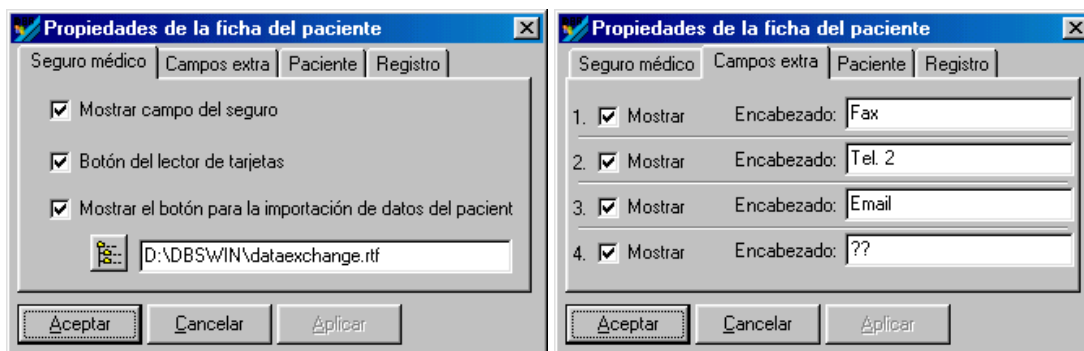 Propiedades de la ficha del paciente
Seguro médico Campos extra Paciente Registro
Mostrar campo del seguro
Botón del lector de tarjetas
Mostrar el botón para la importación de datos del pacient
D:\DBSWIN\dataexchange.rtf
Aceptar Cancelar Aplicar
Propiedades de la ficha del paciente
Seguro médico Campos extra Paciente Registro
1. Mostrar Encabezado: Fax
2. Mostrar Encabezado: Tel. 2
3. Mostrar Encabezado: Email
4. Mostrar Encabezado: ??
Aceptar Cancelar Aplicar